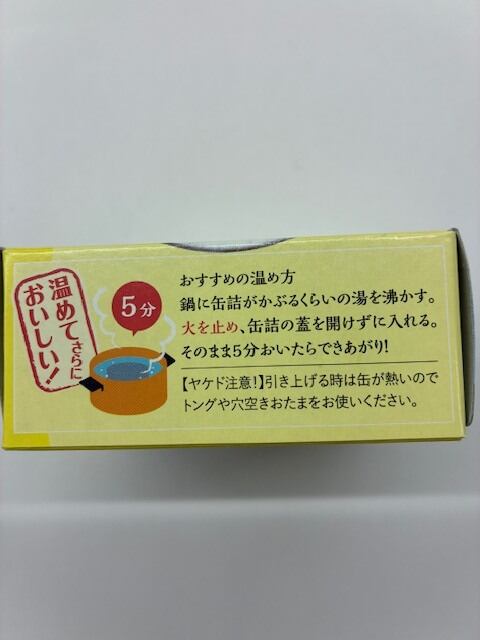 温めてさらに
おいしい!
5分
おすすめの温め方
鍋に缶詰がかぶるくらいの湯を沸かす。
火を止め、缶詰の蓋を開けずに入れる。
そのまま5分おいたらできあがり!
【ヤケド注意!】引き上げる時は缶が熱いので
トングや穴空きおたまをお使いください。